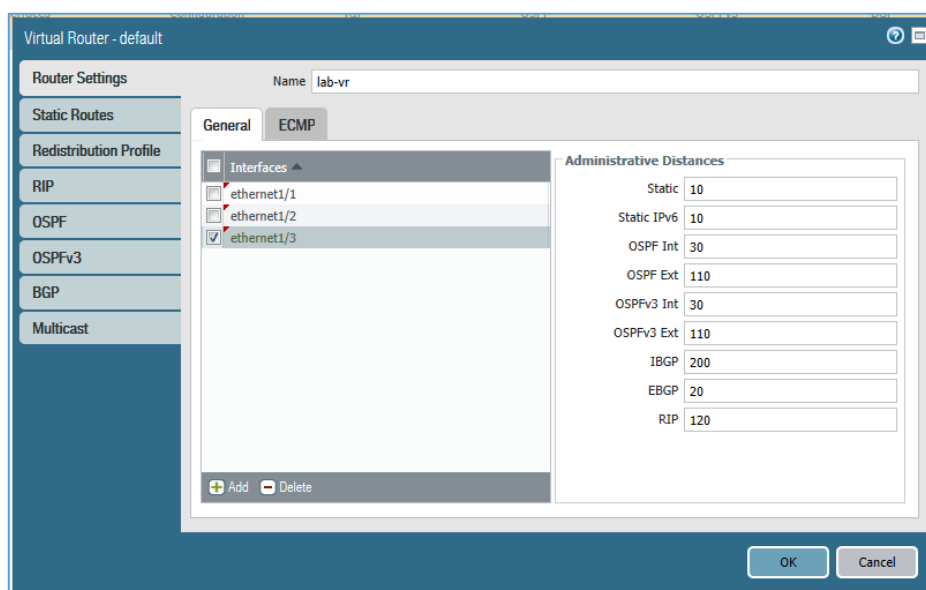 Virtual Router - default
Router Settings
Static Routes
Redistribution Profile
RIP
OSPF
OSPFv3
BGP
Multicast
Name lab-vr
General ECMP
Interfaces
ethernet1/1
ethernet1/2
ethernet1/3
Add Delete
Administrative Distances
Static 10
Static IPv6 10
OSPF Int 30
OSPF Ext 110
OSPFv3 Int 30
OSPFv3 Ext 110
IBGP 200
EBGP 20
RIP 120
OK Cancel